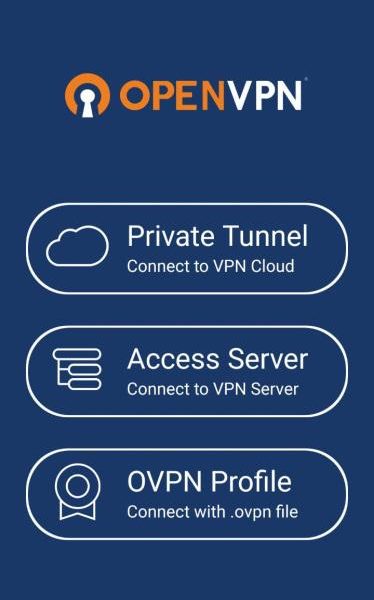 OPENVPN
Private Tunnel
Connect to VPN Cloud
Access Server
Connect to VPN Server
OVPN Profile
Connect with .ovpn file